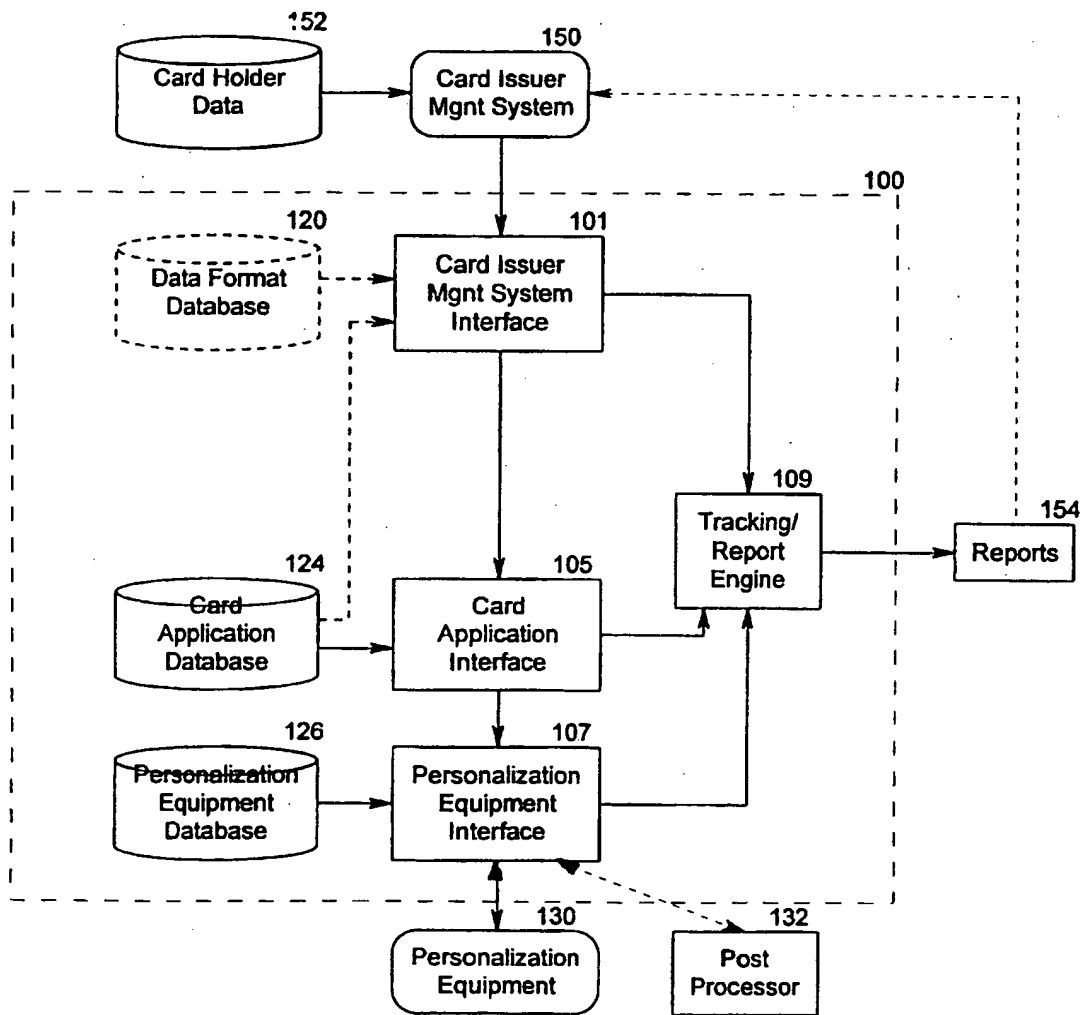 152
Card Holder
Data
150
Card Issuer
Mgnt System
100
120
Data Format
Database
101
Card Issuer
Mgnt System
Interface
109
Tracking/
Report
Engine
154
Reports
124
Card
Application
Database
105
Card
Application
Interface
126
Personalization
Equipment
Database
107
Personalization
Equipment
Interface
130
Personalization
Equipment
132
Post
Processor